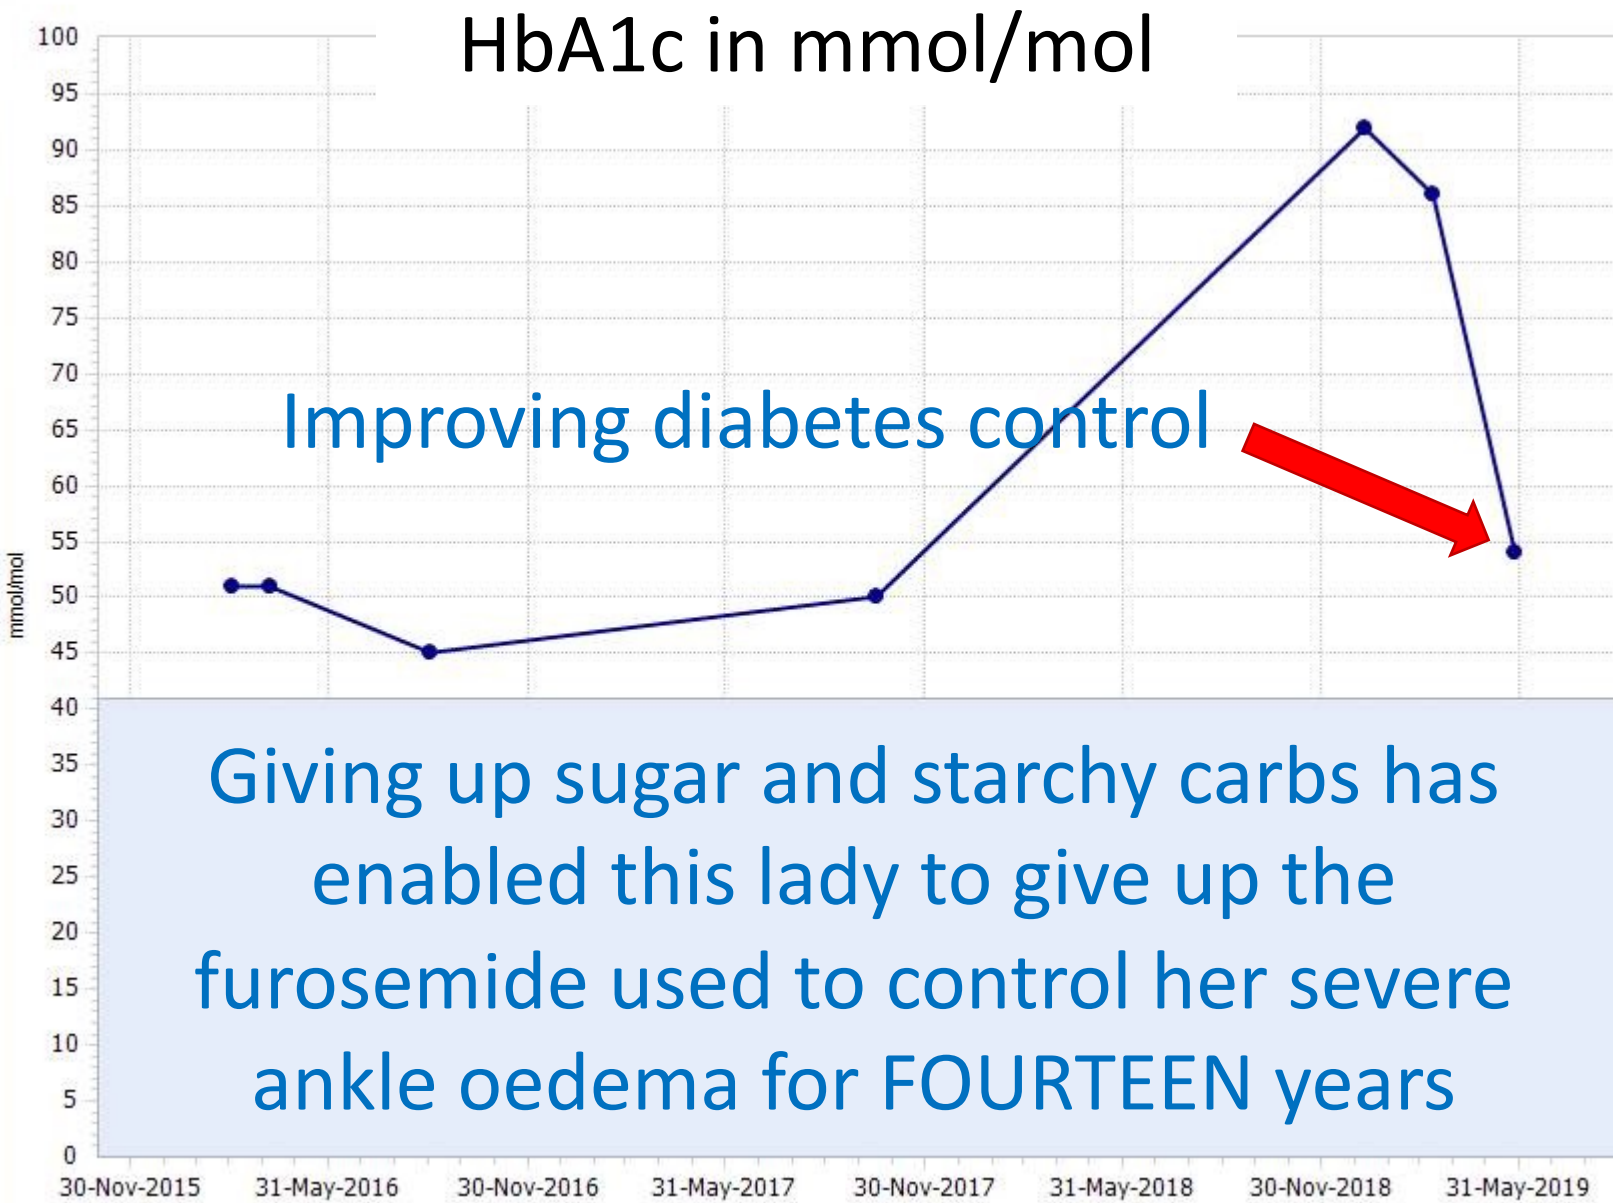 HbA1c in mmol/mol
100
95
90
85
80
75
70
65
60
55
50
45
40
35
30
25
20
15
10
5
0
mmol/mol
Improving diabetes control
Giving up sugar and starchy carbs has
enabled this lady to give up the
furosemide used to control her severe
ankle oedema for FOURTEEN years
30-Nov-2015 31-May-2016 30-Nov-2016 31-May-2017 30-Nov-2017 31-May-2018 30-Nov-2018 31-May-2019